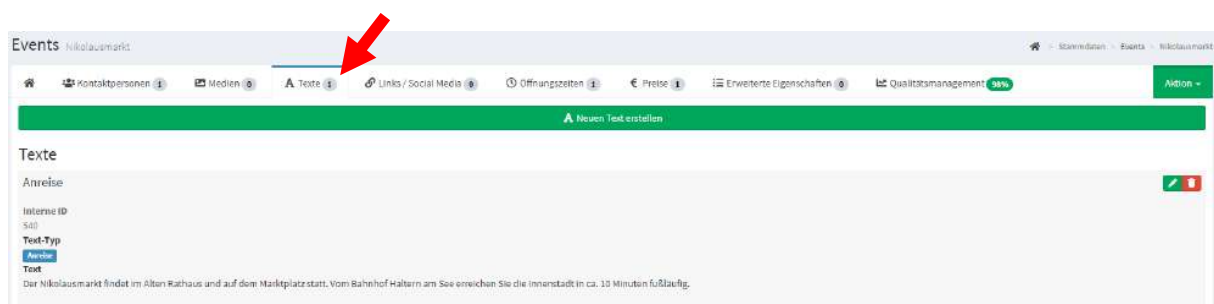 Events Nikolausmarkt
Stammdaten > Events > Nikolausmarkt
Kontaktpersonen 1 Medien 0 Texte 1 Links / Social Media 0 Öffnungszeiten 1 Preise 1 Erweiterte Eigenschaften 0 Qualitätsmanagement 98% Aktion
Neuen Text erstellen
Texte
Anreise
Interne ID
540
Text-Typ
Anreise
Text
Der Nikolausmarkt findet im Alten Rathaus und auf dem Marktplatz statt. Vom Bahnhof Haltern am See erreichen Sie die Innenstadt in ca. 10 Minuten fußläufig.